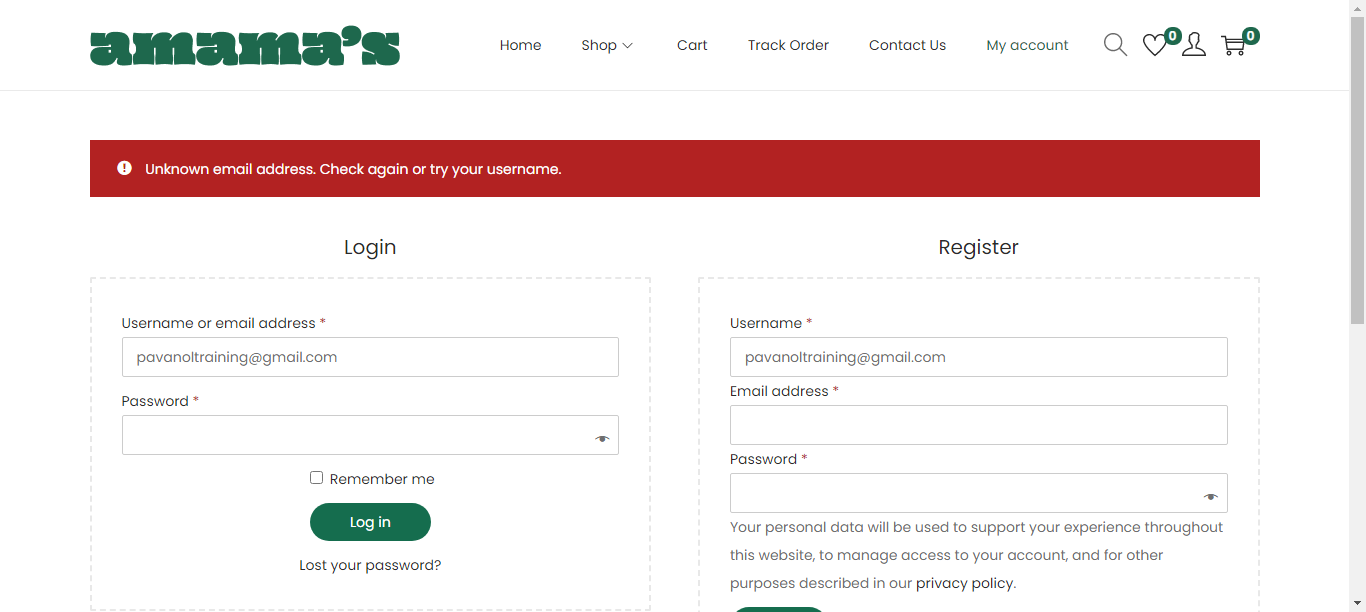 amama's
Home Shop Cart Track Order Contact Us My account 0 0
Unknown email address. Check again or try your username.
Login
Username or email address *
pavanoltraining@gmail.com
Password *
Remember me
Log in
Lost your password?
Register
Username *
pavanoltraining@gmail.com
Email address *
Password *
Your personal data will be used to support your experience throughout
this website, to manage access to your account, and for other
purposes described in our privacy policy.